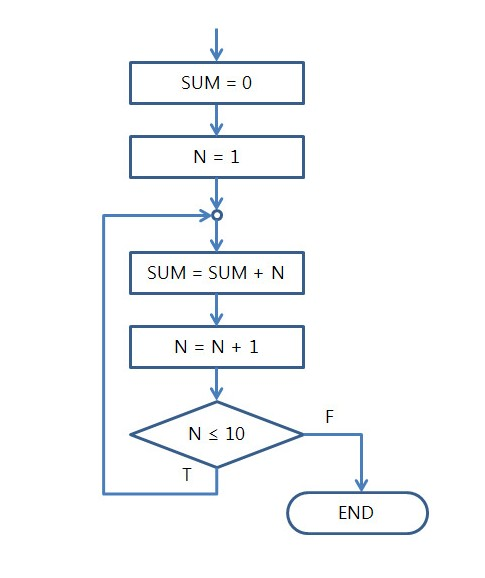 SUM = 0
N = 1
SUM = SUM + N
N = N + 1
N ≤ 10
F
T
END